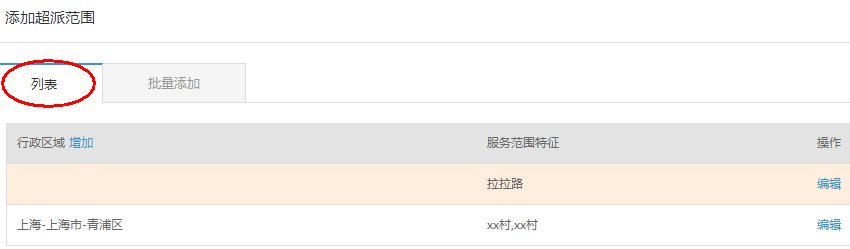 添加超派范围
列表 批量添加
行政区域 增加 服务范围特征 操作
拉拉路 编辑
上海-上海市-青浦区 xx村,xx村 编辑